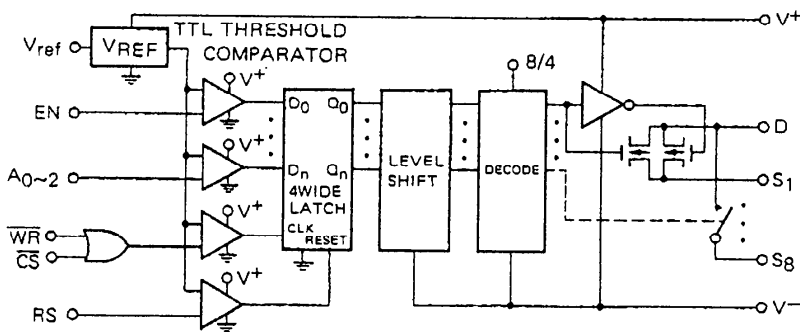 V+
TTL THRESHOLD
COMPARATOR
Vref
VREF
V+
8/4
EN
D0 Q0
D
V+
A0~2
Dn Qn
LEVEL
SHIFT
DECODE
S1
4WIDE
LATCH
V+
WR
CLK
RESET
CS
S8
V+
RS
V−